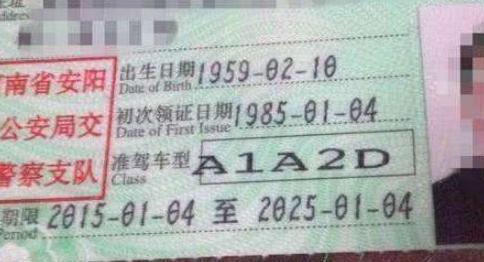 Address
南省安阳
公安局交
警察支队
出生日期 1959-02-10
Date of Birth
初次领证日期 1985-01-04
Date of First Issue
准驾车型 A1A2D
Class
期限 2015-01-04 至 2025-01-04
Period